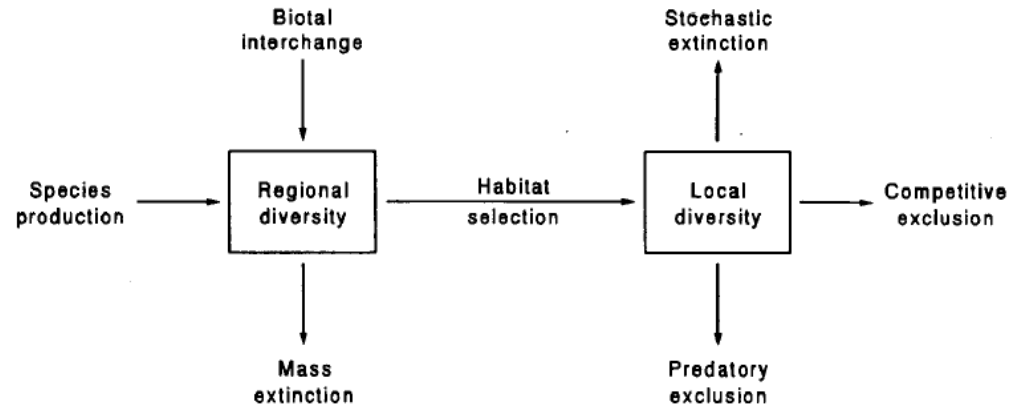 Biotal
interchange
Stochastic
extinction
Species
production
Regional
diversity
Habitat
selection
Local
diversity
Competitive
exclusion
Mass
extinction
Predatory
exclusion